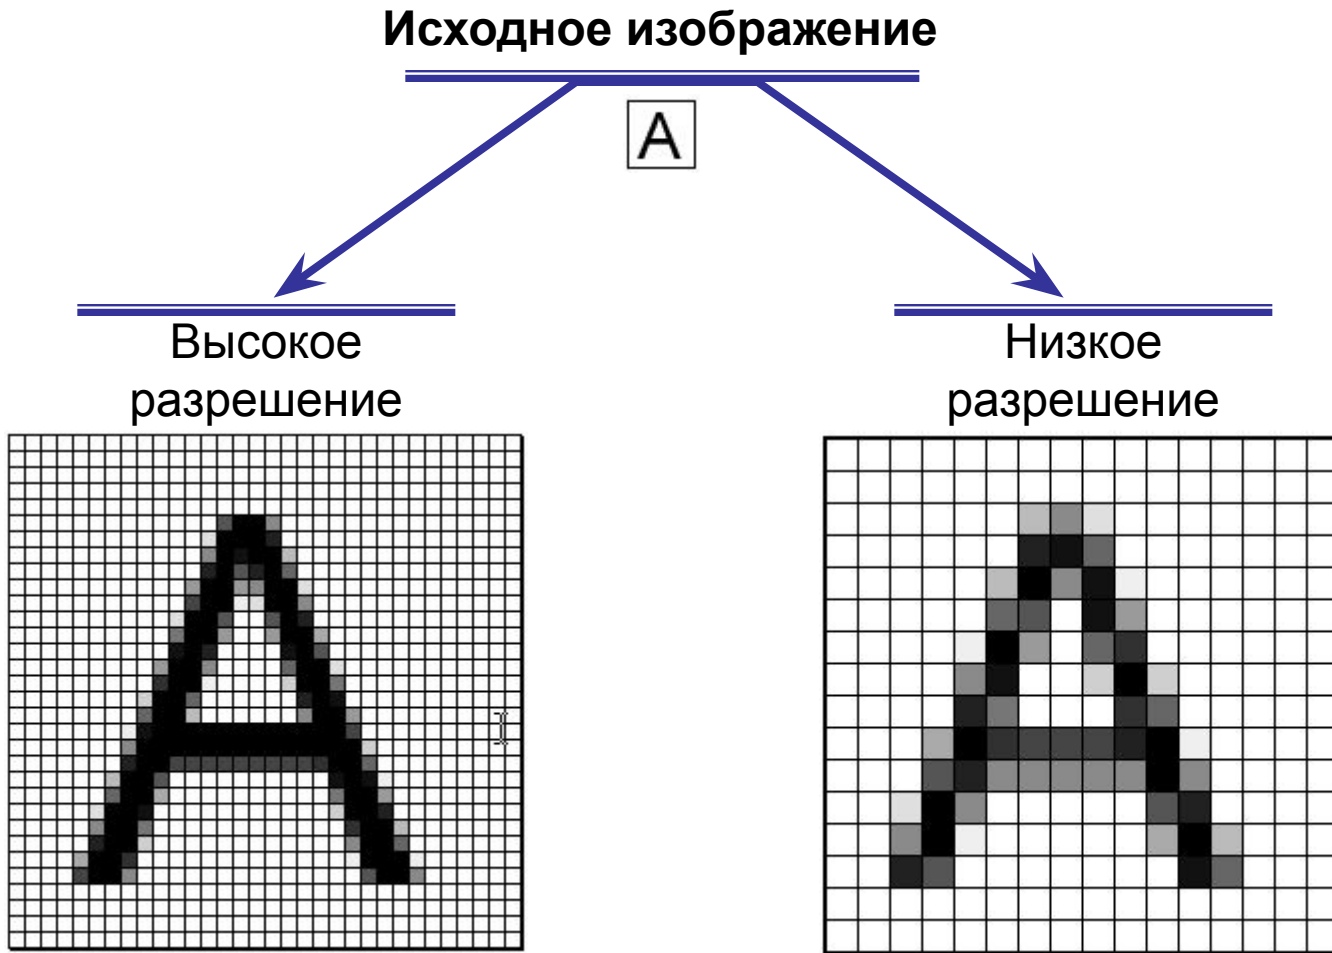 Исходное изображение
А
Высокое
разрешение
Низкое
разрешение
А
А